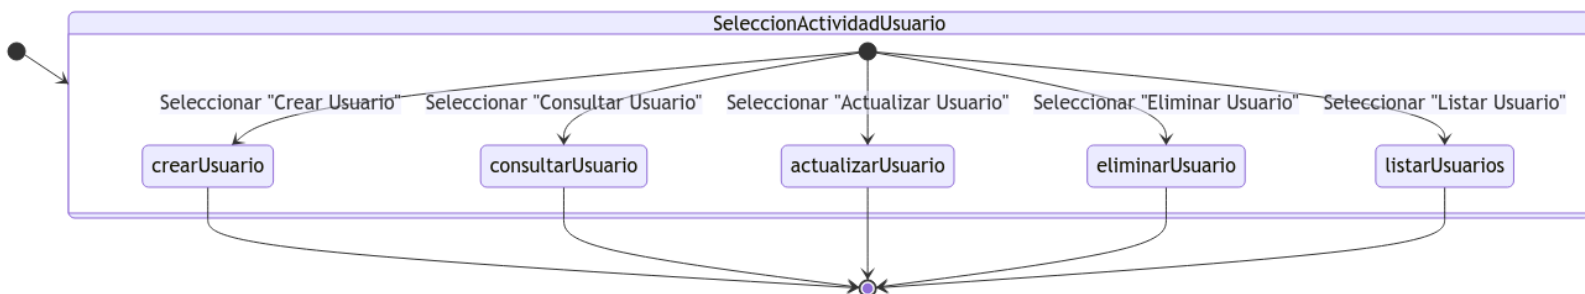 SeleccionActividadUsuario
Seleccionar "Crear Usuario"
Seleccionar "Consultar Usuario"
Seleccionar "Actualizar Usuario"
Seleccionar "Eliminar Usuario"
Seleccionar "Listar Usuario"
crearUsuario
consultarUsuario
actualizarUsuario
eliminarUsuario
listarUsuarios